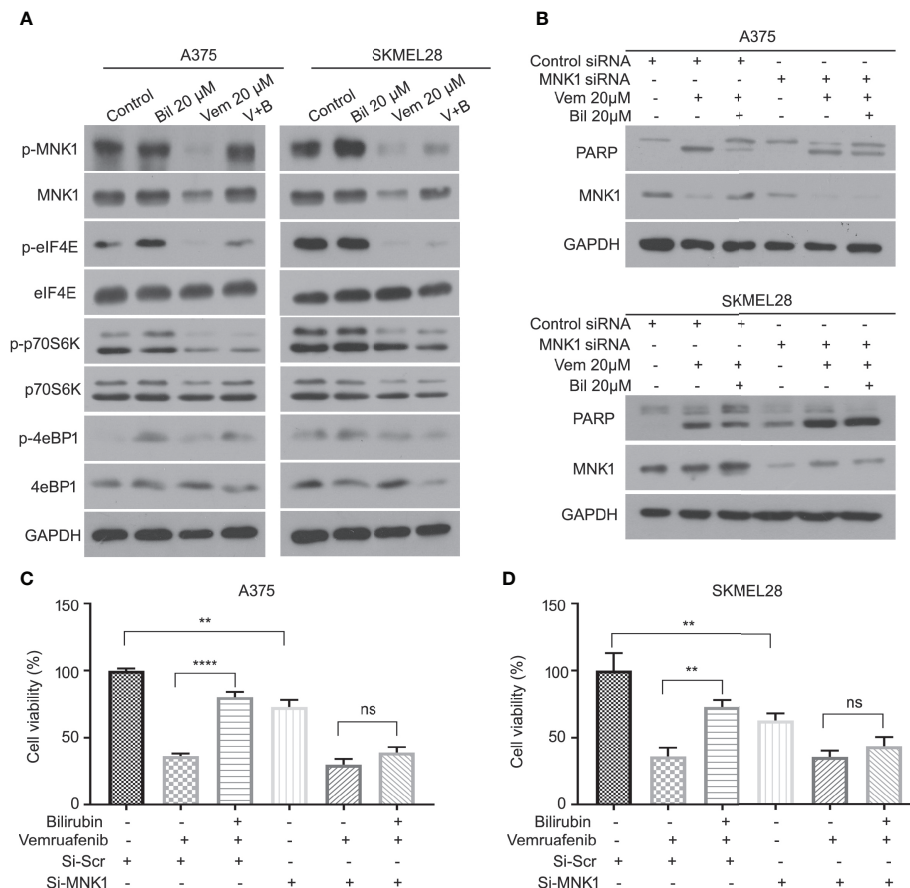 A
A375 SKMEL28
Control Bil 20 µM Vem 20 µM V+B Control Bil 20 µM Vem 20 µM V+B
p-MNK1
MNK1
p-eIF4E
eIF4E
p-p70S6K
p70S6K
p-4eBP1
4eBP1
GAPDH
B
A375
Control siRNA + + + - - -
MNK1 siRNA - - - + + +
Vem 20µM - + + - + +
Bil 20µM - - + - - +
PARP
MNK1
GAPDH
SKMEL28
Control siRNA + + + - - -
MNK1 siRNA - - - + + +
Vem 20µM - + + - + +
Bil 20µM - - + - - +
PARP
MNK1
GAPDH
C
A375
Cell viability (%)
150
100
50
0
**
****
ns
Bilirubin - - + - - +
Vemruafenib - + + - + +
Si-Scr + + + - - -
Si-MNK1 - - - + + +
D
SKMEL28
Cell viability (%)
150
100
50
0
**
**
ns
Bilirubin - - + - - +
Vemruafenib - + + - + +
Si-Scr + + + - - -
Si-MNK1 - - - + + +